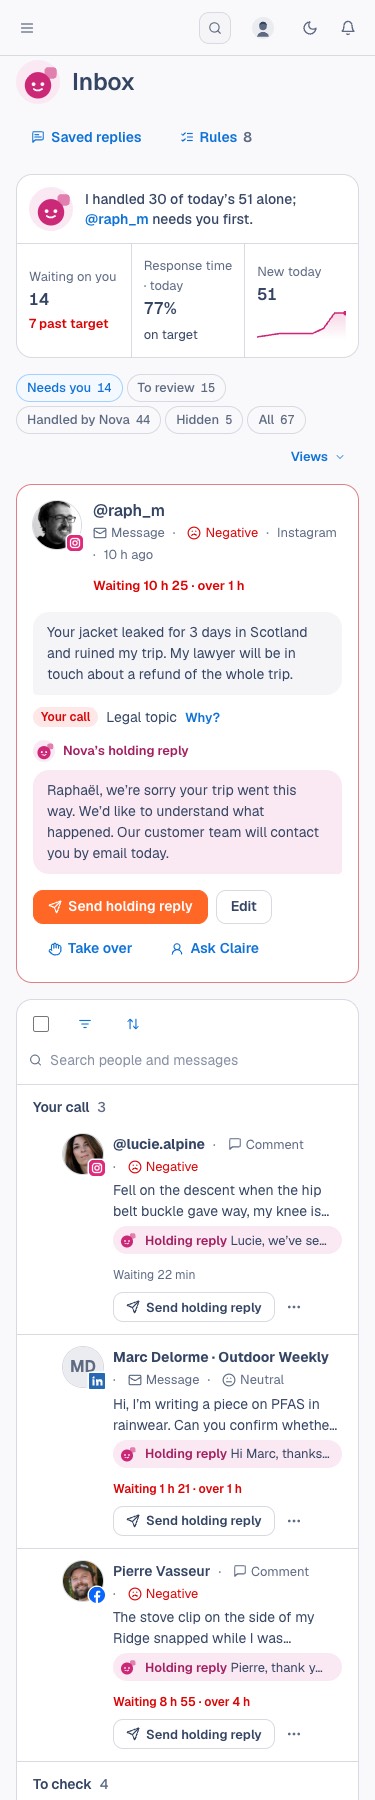 Inbox
Saved replies
Rules 8
I handled 30 of today's 51 alone;
@raph_m needs you first.
Waiting on you
14
7 past target
Response time
· today
77%
on target
New today
51
Needs you 14
To review 15
Handled by Nova 44
Hidden 5
All 67
Views
@raph_m
Message · Negative · Instagram
· 10 h ago
Waiting 10 h 25 · over 1 h
Your jacket leaked for 3 days in Scotland
and ruined my trip. My lawyer will be in
touch about a refund of the whole trip.
Your call Legal topic Why?
Nova's holding reply
Raphaël, we're sorry your trip went this
way. We'd like to understand what
happened. Our customer team will contact
you by email today.
Send holding reply
Edit
Take over
Ask Claire
Search people and messages
Your call 3
@lucie.alpine · Comment
· Negative
Fell on the descent when the hip
belt buckle gave way, my knee is…
Holding reply Lucie, we've se…
Waiting 22 min
Send holding reply
MD
in
Marc Delorme · Outdoor Weekly
· Message · Neutral
Hi, I'm writing a piece on PFAS in
rainwear. Can you confirm whethe…
Holding reply Hi Marc, thanks…
Waiting 1 h 21 · over 1 h
Send holding reply
Pierre Vasseur · Comment
· Negative
The stove clip on the side of my
Ridge snapped while I was…
Holding reply Pierre, thank y…
Waiting 8 h 55 · over 4 h
Send holding reply
To check 4